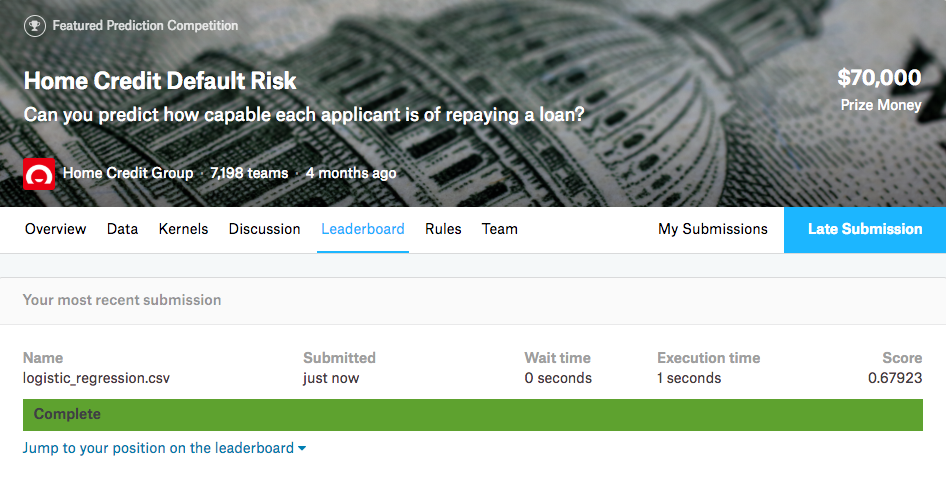 Featured Prediction Competition
Home Credit Default Risk
$70,000
Can you predict how capable each applicant is of repaying a loan?
Prize Money
Home Credit Group · 7,198 teams · 4 months ago
Overview Data Kernels Discussion Leaderboard Rules Team My Submissions Late Submission
Your most recent submission
Name Submitted Wait time Execution time Score
logistic_regression.csv just now 0 seconds 1 seconds 0.67923
Complete
Jump to your position on the leaderboard